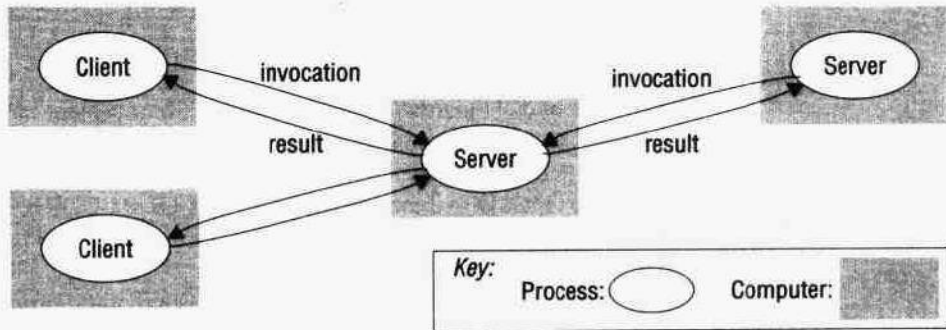 Client
invocation
result
Server
invocation
result
Server
Client
Key:
Process:
Computer: